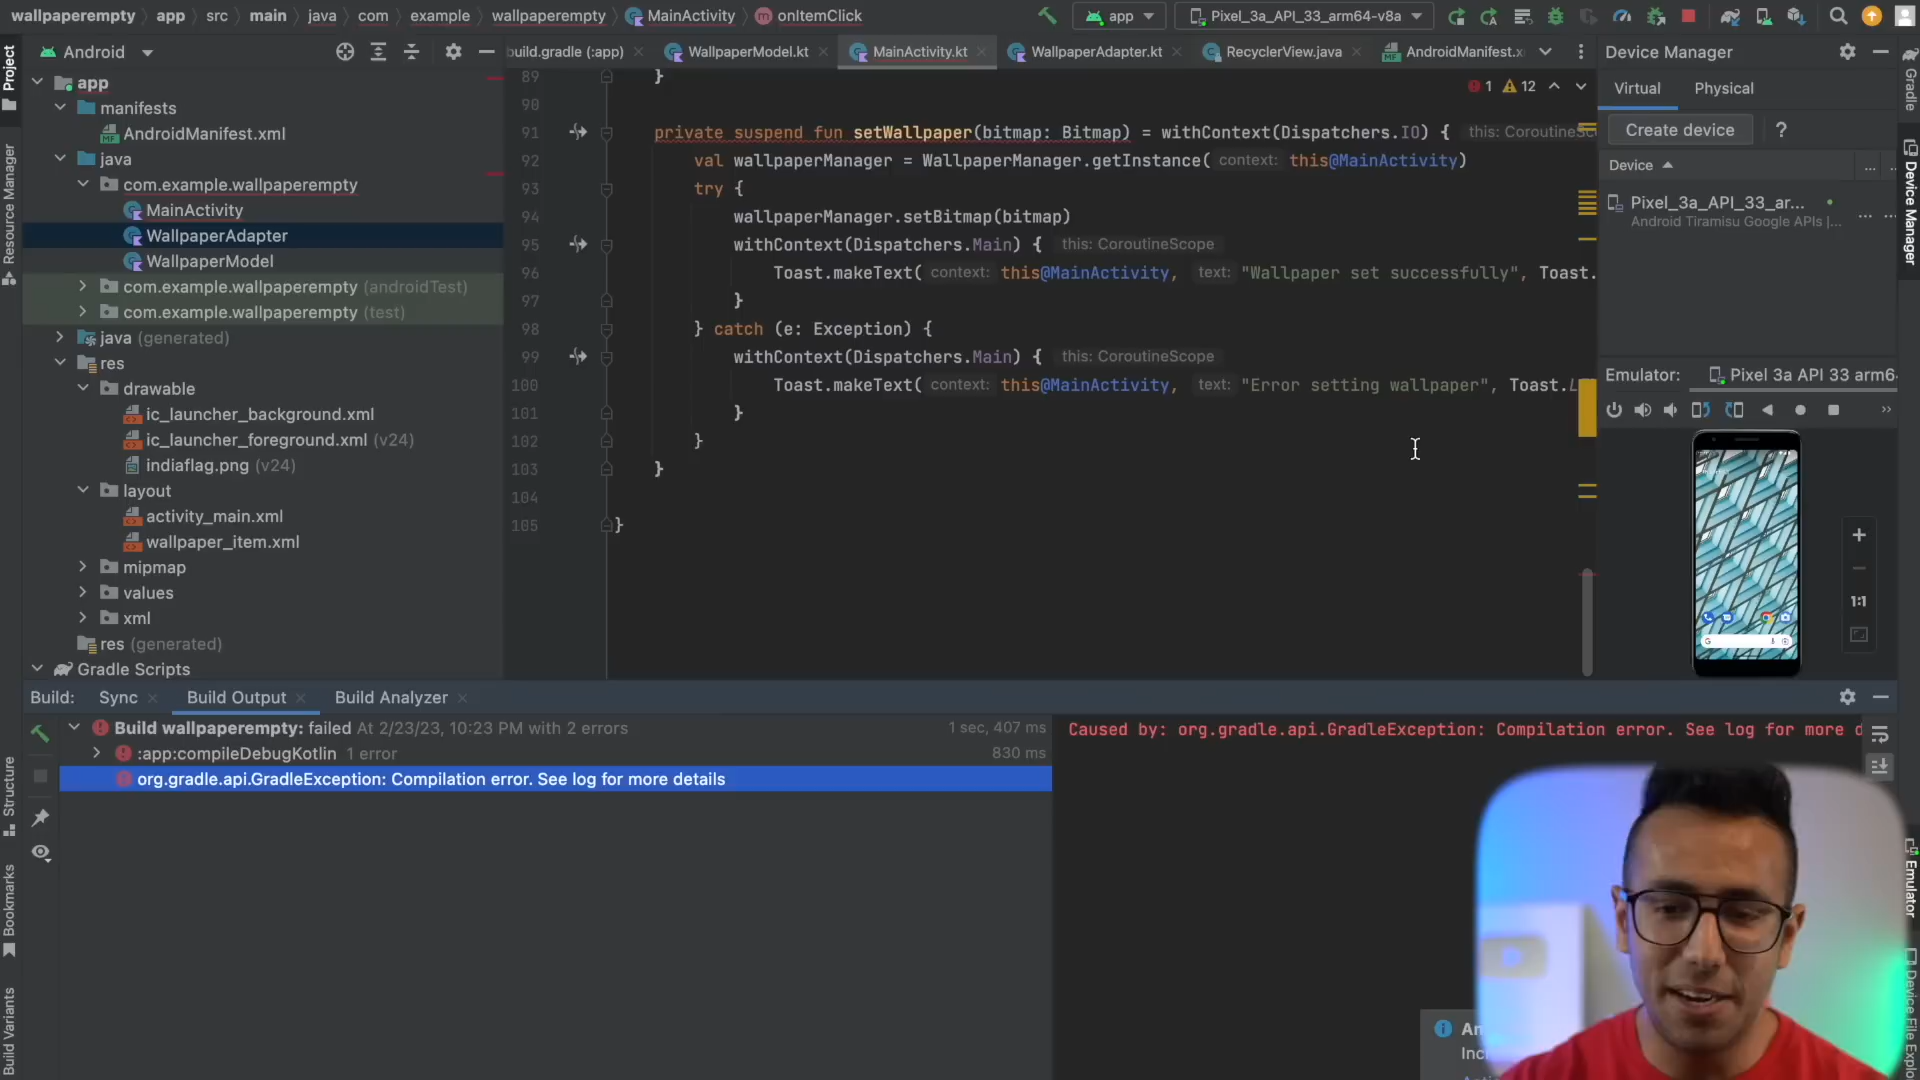 wallpaperempty app src main java com example wallpaperempty MainActivity onItemClick app Pixel_3a_API_33_arm64-v8a
Project
Android
build.gradle (:app) WallpaperModel.kt MainActivity.kt WallpaperAdapter.kt RecyclerView.java AndroidManifest.x
Device Manager
Gradle
Virtual Physical
Create device ?
Device
Pixel_3a_API_33_ar...
Android Tiramisu Google APIs |...
Device Manager
Resource Manager
app
manifests
AndroidManifest.xml
java
com.example.wallpaperempty
MainActivity
WallpaperAdapter
WallpaperModel
com.example.wallpaperempty (androidTest)
com.example.wallpaperempty (test)
java (generated)
res
drawable
ic_launcher_background.xml
ic_launcher_foreground.xml (v24)
indiaflag.png (v24)
layout
activity_main.xml
wallpaper_item.xml
mipmap
values
xml
res (generated)
Gradle Scripts
1 12
89 }
90
91 private suspend fun setWallpaper(bitmap: Bitmap) = withContext(Dispatchers.IO) { this: CoroutineSc
92 val wallpaperManager = WallpaperManager.getInstance( context: this@MainActivity)
93 try {
94 wallpaperManager.setBitmap(bitmap)
95 withContext(Dispatchers.Main) { this: CoroutineScope
96 Toast.makeText( context: this@MainActivity, text: "Wallpaper set successfully", Toast.
97 }
98 } catch (e: Exception) {
99 withContext(Dispatchers.Main) { this: CoroutineScope
100 Toast.makeText( context: this@MainActivity, text: "Error setting wallpaper", Toast.L
101 }
102 }
103 }
104
105 }
Emulator: Pixel 3a API 33 arm6
1:1
Build: Sync Build Output Build Analyzer
Build wallpaperempty: failed At 2/23/23, 10:23 PM with 2 errors 1 sec, 407 ms
:app:compileDebugKotlin 1 error 830 ms
org.gradle.api.GradleException: Compilation error. See log for more details
Caused by: org.gradle.api.GradleException: Compilation error. See log for more d
Structure
Bookmarks
Build Variants
Emulator
Device File Explo
An
Inc